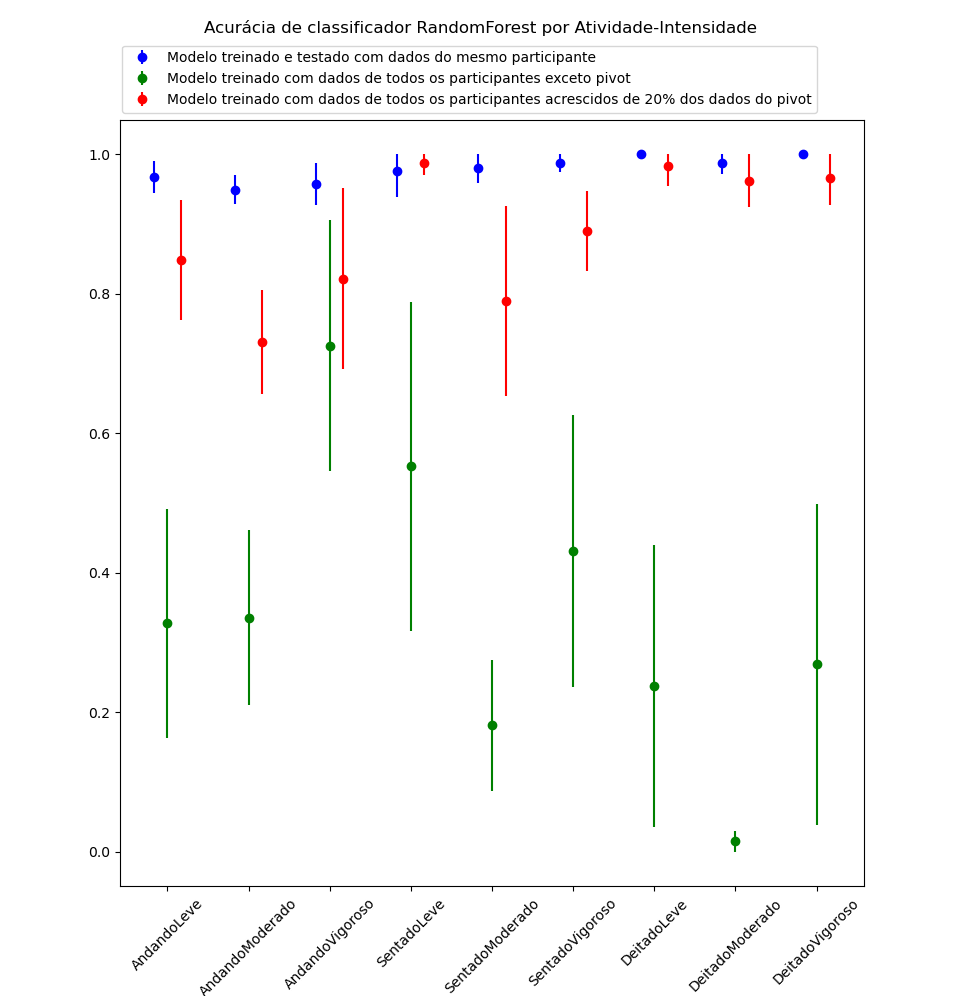 Acurácia de classificador RandomForest por Atividade-Intensidade
Modelo treinado e testado com dados do mesmo participante
Modelo treinado com dados de todos os participantes exceto pivot
Modelo treinado com dados de todos os participantes acrescidos de 20% dos dados do pivot
1.0
0.8
0.6
0.4
0.2
0.0
AndandoLeve
AndandoModerado
AndandoVigoroso
SentadoLeve
SentadoModerado
SentadoVigoroso
DeitadoLeve
DeitadoModerado
DeitadoVigoroso